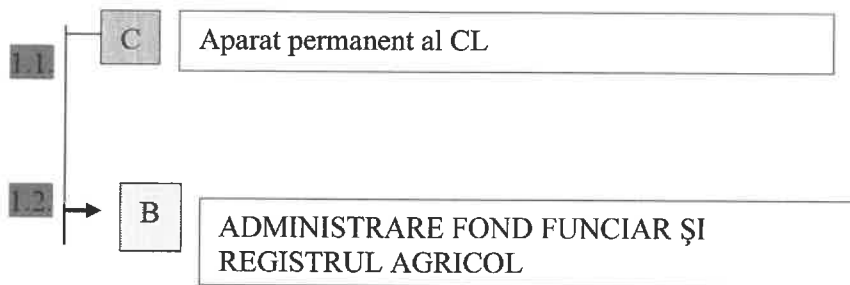 1.1. C Aparat permanent al CL
1.2. B ADMINISTRARE FOND FUNCIAR ŞI
REGISTRUL AGRICOL